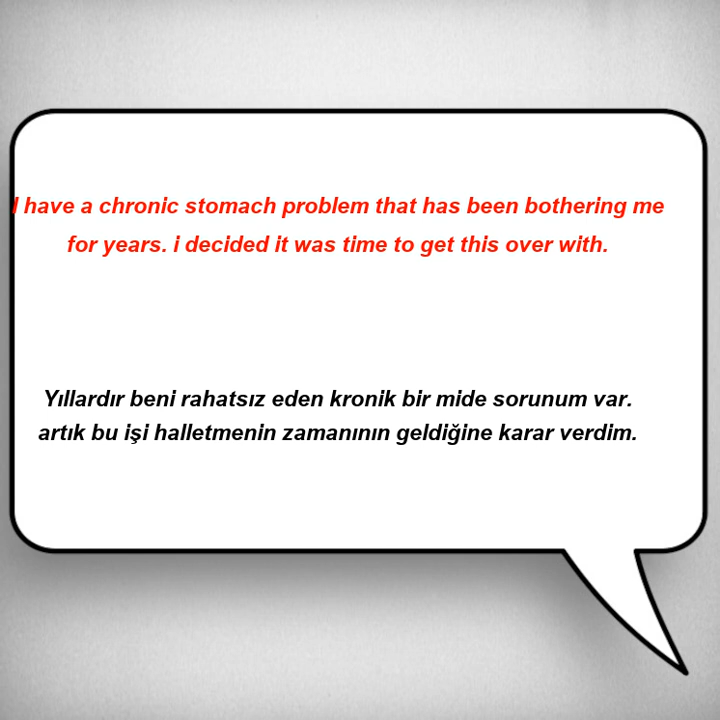 I have a chronic stomach problem that has been bothering me
for years. i decided it was time to get this over with.
Yıllardır beni rahatsız eden kronik bir mide sorunum var.
artık bu işi halletmenin zamanının geldiğine karar verdim.